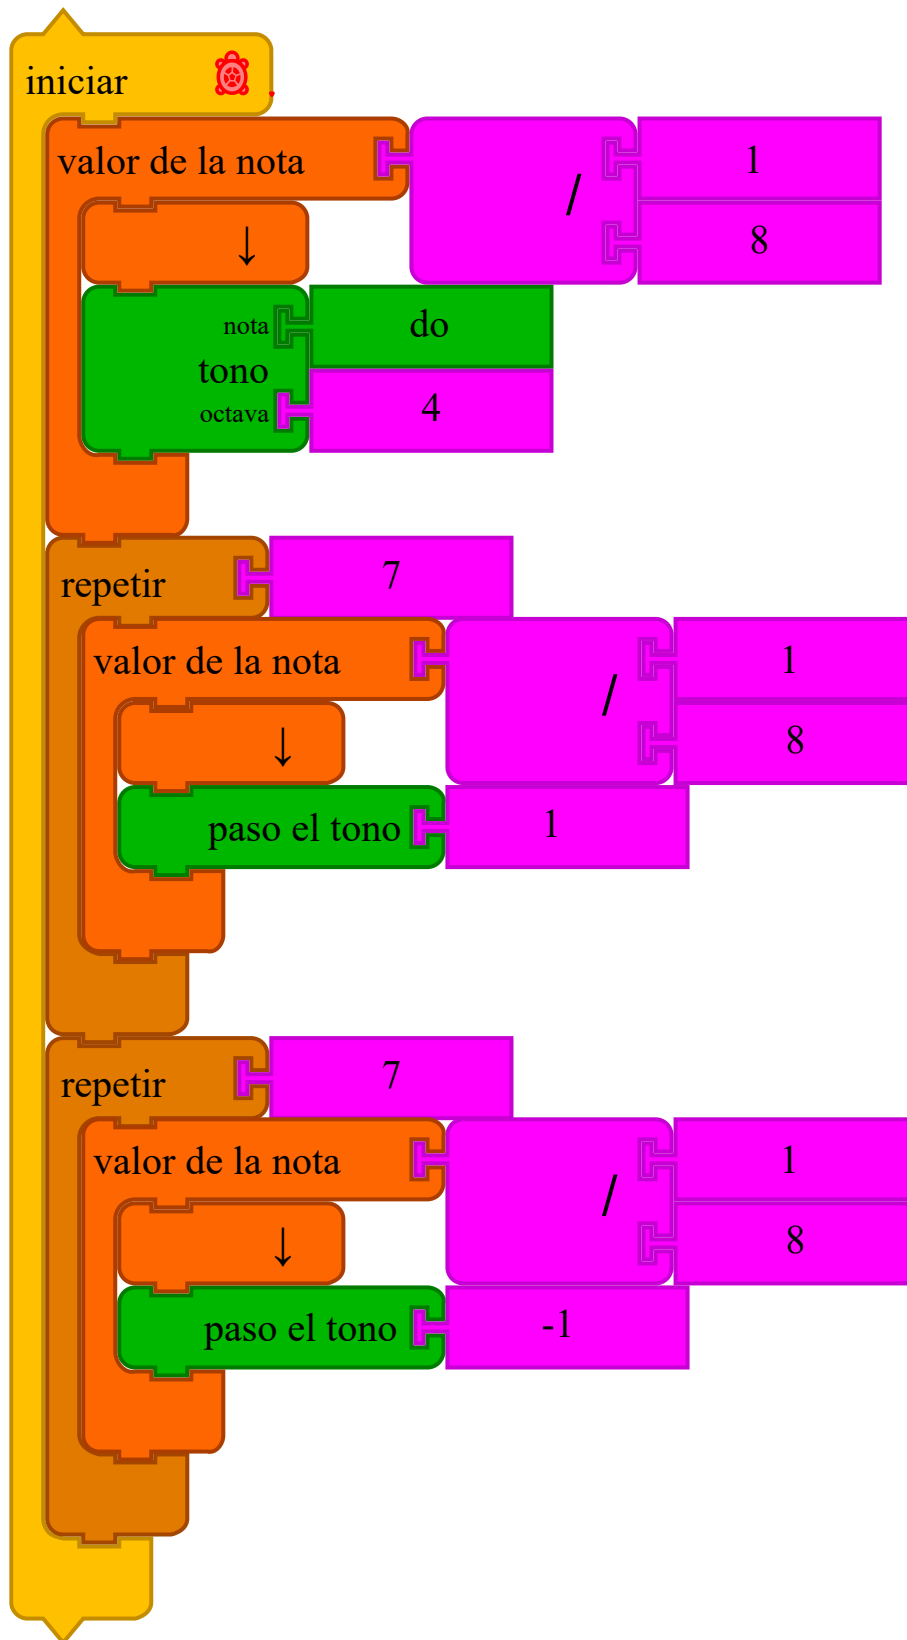 iniciar
valor de la nota / 1
8
↓
nota do
tono
octava 4
repetir 7
valor de la nota / 1
8
↓
paso el tono 1
repetir 7
valor de la nota / 1
8
↓
paso el tono -1